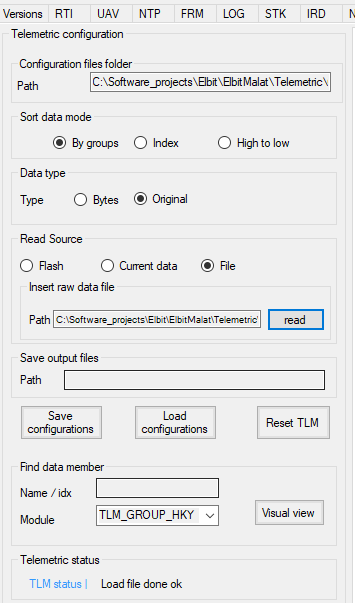 Versions RTI UAV NTP FRM LOG STK IRD
Telemetric configuration
Configuration files folder
Path C:\Software_projects\Elbit\ElbitMalat\Telemetric\
Sort data mode
By groups Index High to low
Data type
Type Bytes Original
Read Source
Flash Current data File
Insert raw data file
Path C:\Software_projects\Elbit\ElbitMalat\Telemetric\ read
Save output files
Path
Save configurations Load configurations Reset TLM
Find data member
Name / idx
Module TLM_GROUP_HKY Visual view
Telemetric status
TLM status | Load file done ok